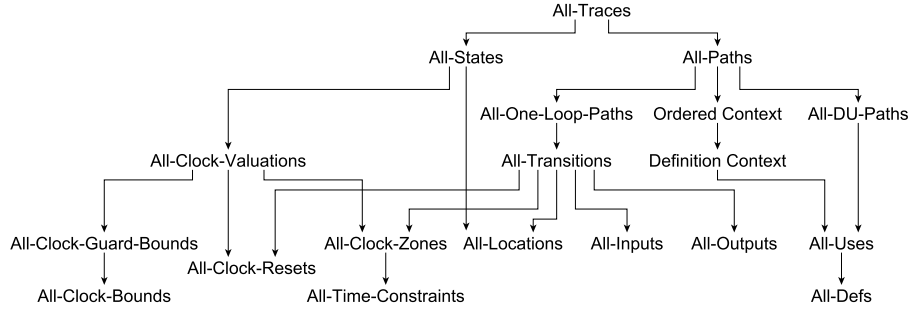 All-Traces
All-States
All-Paths
All-One-Loop-Paths
Ordered Context
All-DU-Paths
All-Clock-Valuations
All-Transitions
Definition Context
All-Clock-Guard-Bounds
All-Clock-Resets
All-Clock-Zones
All-Locations
All-Inputs
All-Outputs
All-Uses
All-Clock-Bounds
All-Time-Constraints
All-Defs